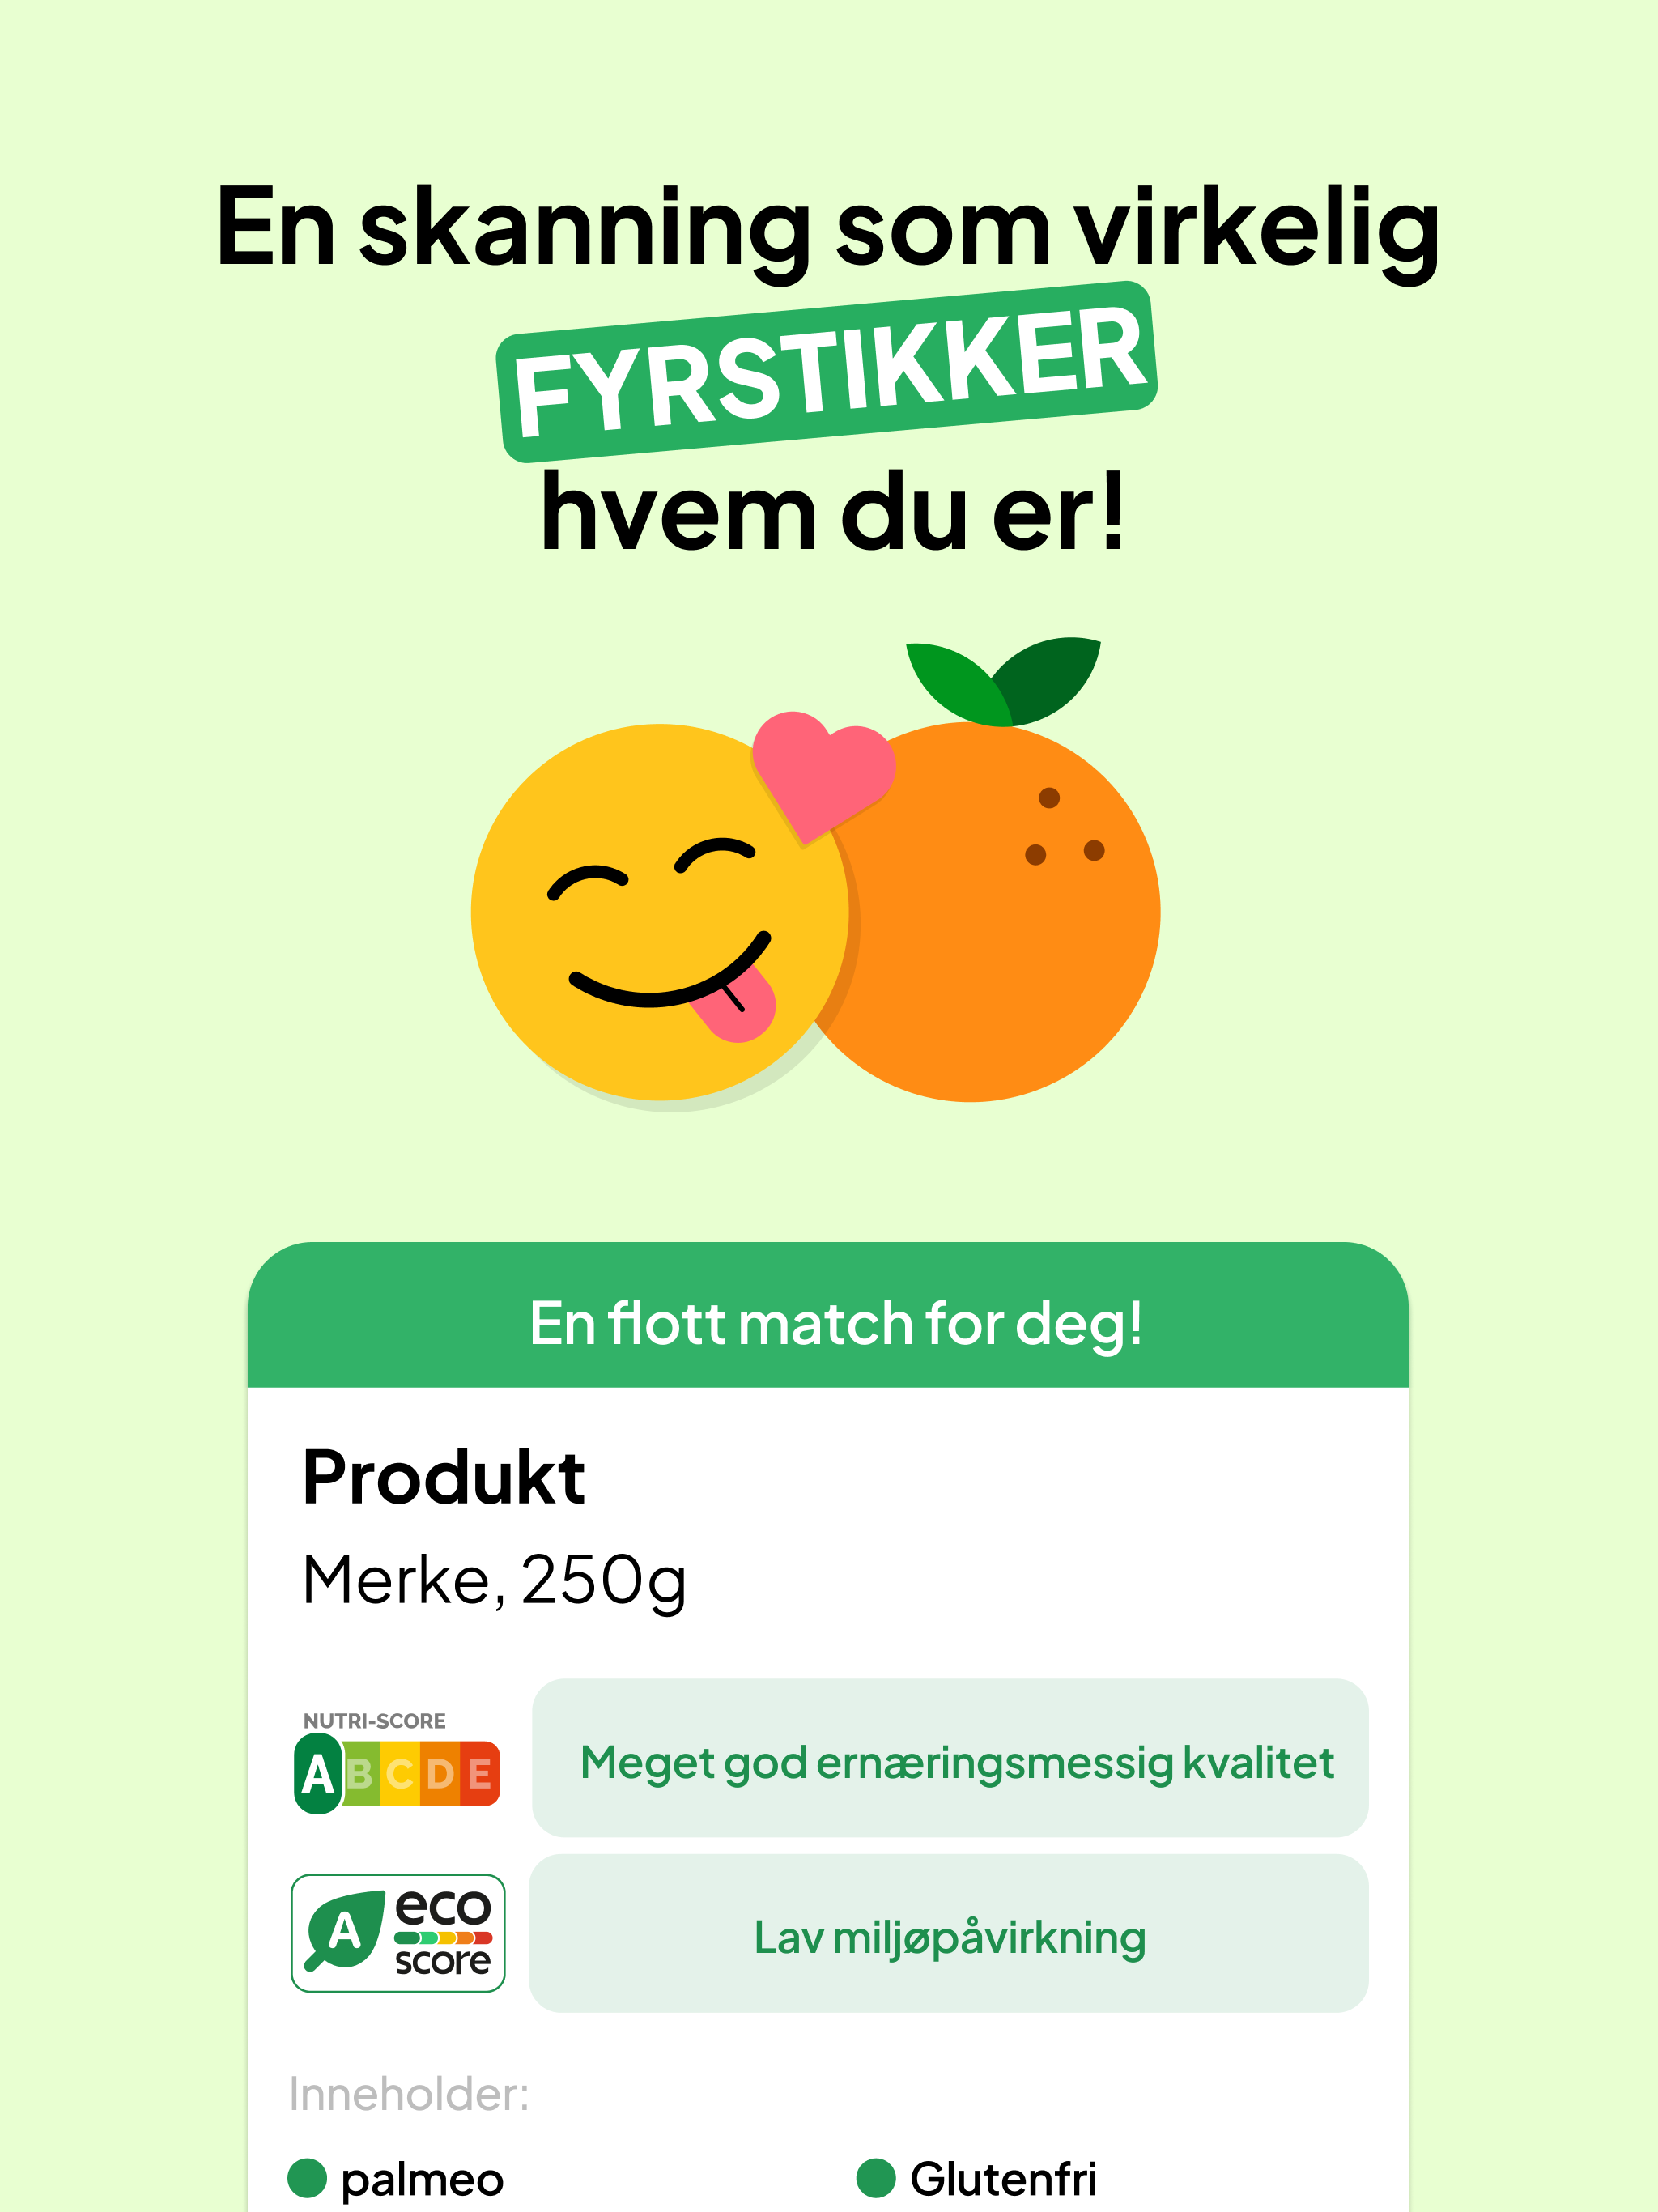 En skanning som virkelig
FYRSTIKKER
hvem du er!
En flott match for deg!
Produkt
Merke, 250g
NUTRI-SCORE
A B C D E
Meget god ernæringsmessig kvalitet
A eco score
Lav miljøpåvirkning
Inneholder:
palmeo Glutenfri